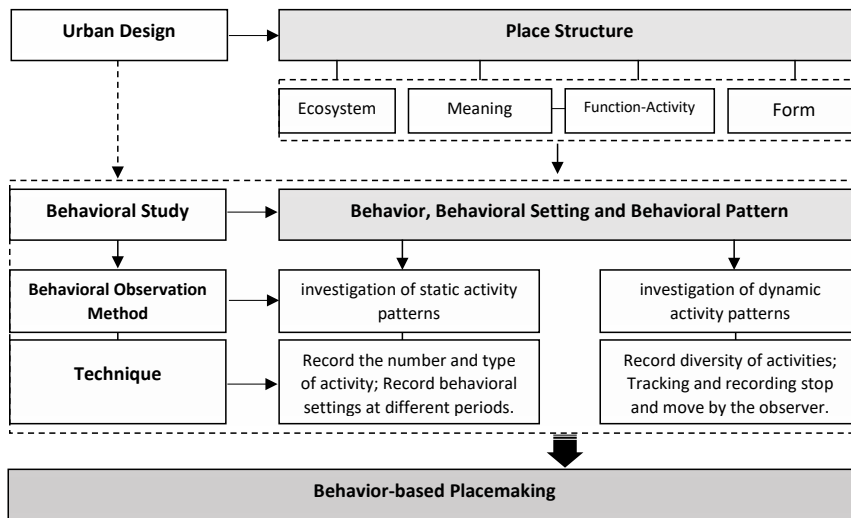 Urban Design
Place Structure
Ecosystem
Meaning
Function-Activity
Form
Behavioral Study
Behavior, Behavioral Setting and Behavioral Pattern
Behavioral Observation
Method
investigation of static activity
patterns
investigation of dynamic
activity patterns
Technique
Record the number and type
of activity; Record behavioral
settings at different periods.
Record diversity of activities;
Tracking and recording stop
and move by the observer.
Behavior-based Placemaking